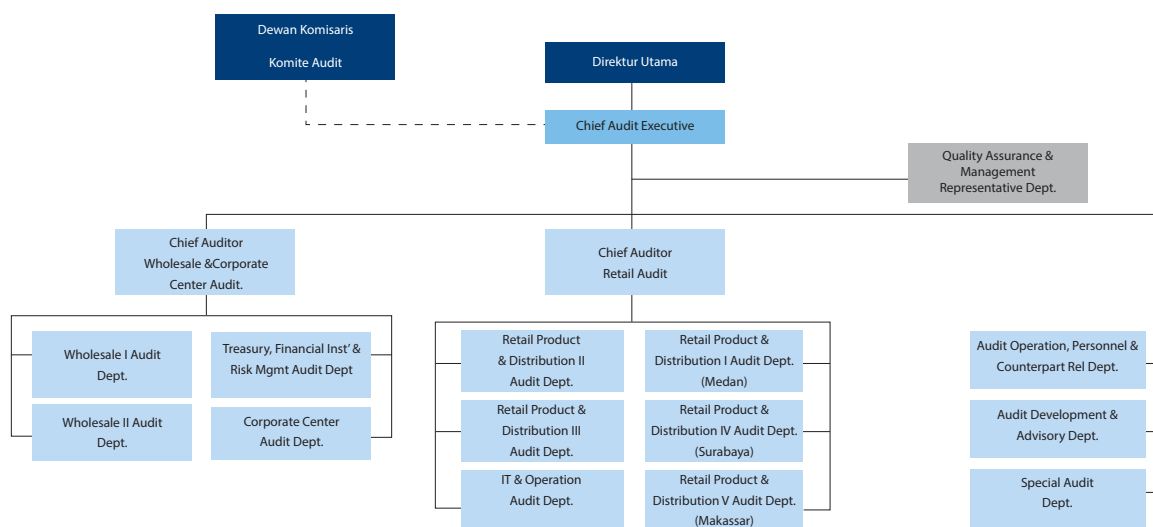 Dewan Komisaris
Komite Audit
Direktur Utama
Chief Audit Executive
Quality Assurance &
Management
Representative Dept.
Chief Auditor
Wholesale &Corporate
Center Audit.
Chief Auditor
Retail Audit
Wholesale I Audit
Dept.
Treasury, Financial Inst' &
Risk Mgmt Audit Dept
Wholesale II Audit
Dept.
Corporate Center
Audit Dept.
Retail Product
& Distribution II
Audit Dept.
Retail Product &
Distribution I Audit Dept.
(Medan)
Retail Product &
Distribution III
Audit Dept.
Retail Product &
Distribution IV Audit Dept.
(Surabaya)
IT & Operation
Audit Dept.
Retail Product &
Distribution V Audit Dept.
(Makassar)
Audit Operation, Personnel &
Counterpart Rel Dept.
Audit Development &
Advisory Dept.
Special Audit
Dept.